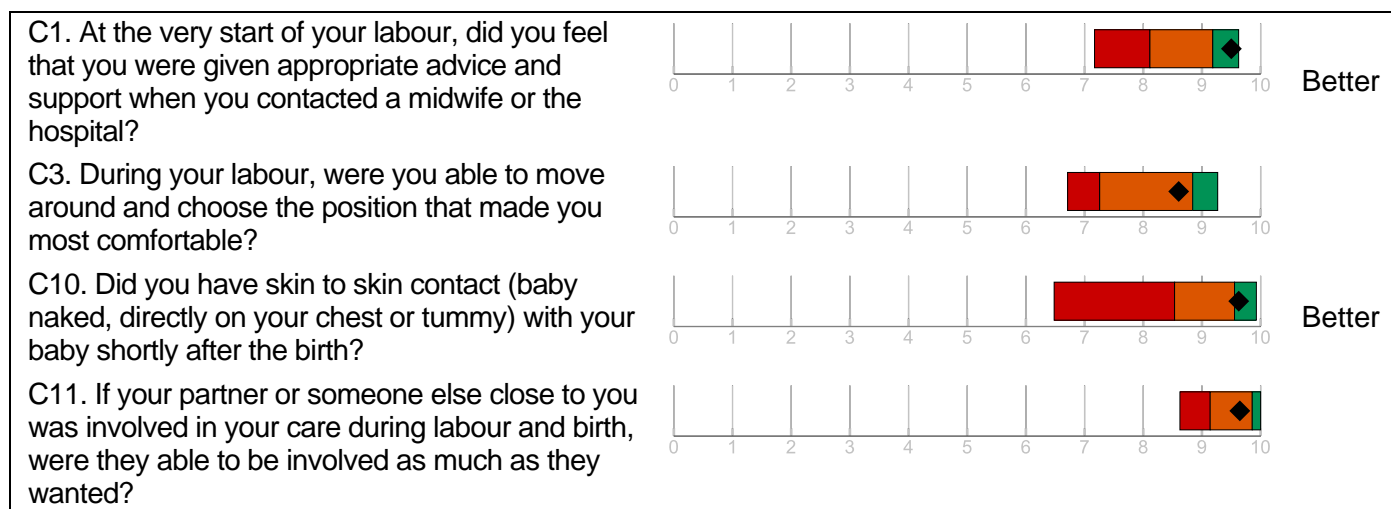 C1. At the very start of your labour, did you feel
that you were given appropriate advice and
support when you contacted a midwife or the
hospital?
0 1 2 3 4 5 6 7 8 9 10
Better
C3. During your labour, were you able to move
around and choose the position that made you
most comfortable?
0 1 2 3 4 5 6 7 8 9 10
C10. Did you have skin to skin contact (baby
naked, directly on your chest or tummy) with your
baby shortly after the birth?
0 1 2 3 4 5 6 7 8 9 10
Better
C11. If your partner or someone else close to you
was involved in your care during labour and birth,
were they able to be involved as much as they
wanted?
0 1 2 3 4 5 6 7 8 9 10